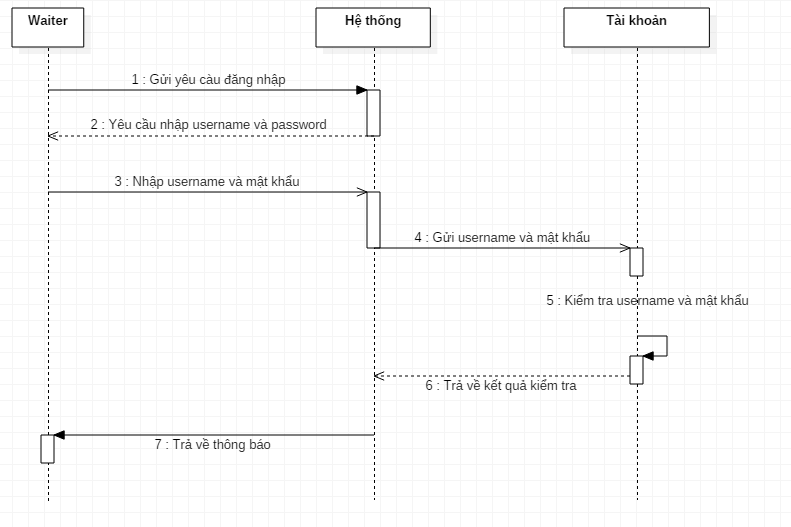 Waiter
Hệ thống
Tài khoản
1 : Gửi yêu càu đăng nhập
2 : Yêu cầu nhập username và password
3 : Nhập username và mật khẩu
4 : Gửi username và mật khẩu
5 : Kiểm tra username và mật khẩu
6 : Trả về kết quả kiểm tra
7 : Trả về thông báo